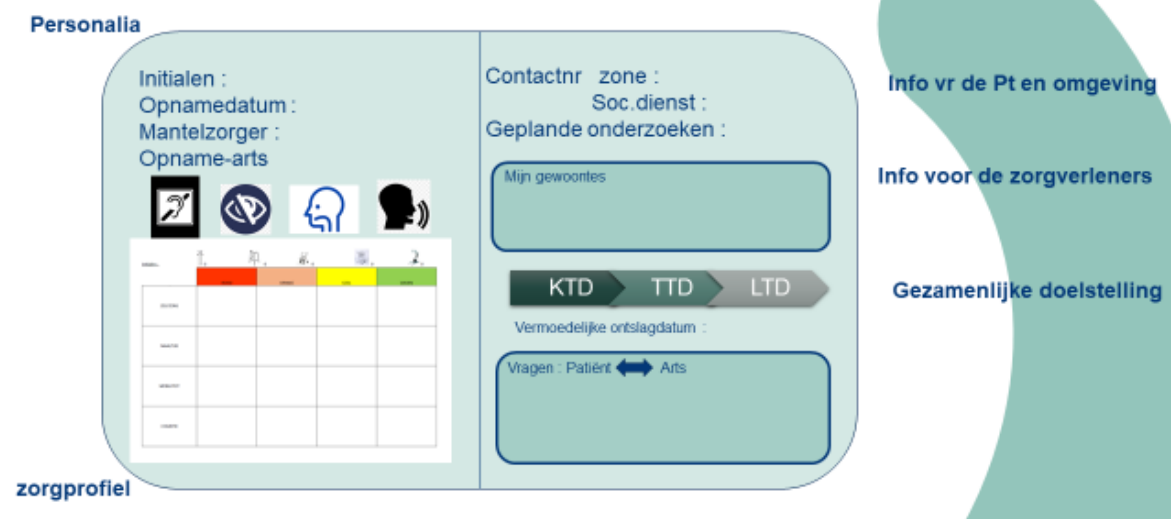 Personalia
Initialen :
Opnamedatum :
Mantelzorger :
Opname-arts
Contactnr zone :
Soc.dienst :
Geplande onderzoeken :
Mijn gewoontes
KTD TTD LTD
Vermoedelijke ontslagdatum :
Vragen : Patiënt Arts
zorgprofiel
Info vr de Pt en omgeving
Info voor de zorgverleners
Gezamenlijke doelstelling